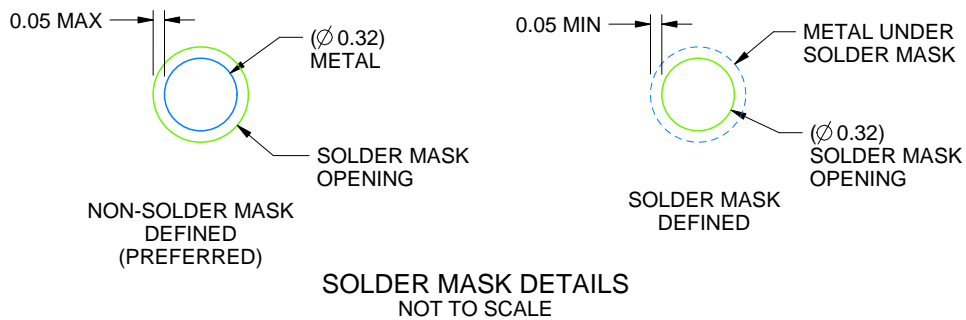 0.05 MAX
(∅ 0.32)
METAL
SOLDER MASK
OPENING
NON-SOLDER MASK
DEFINED
(PREFERRED)
0.05 MIN
METAL UNDER
SOLDER MASK
(∅ 0.32)
SOLDER MASK
OPENING
SOLDER MASK
DEFINED
SOLDER MASK DETAILS
NOT TO SCALE